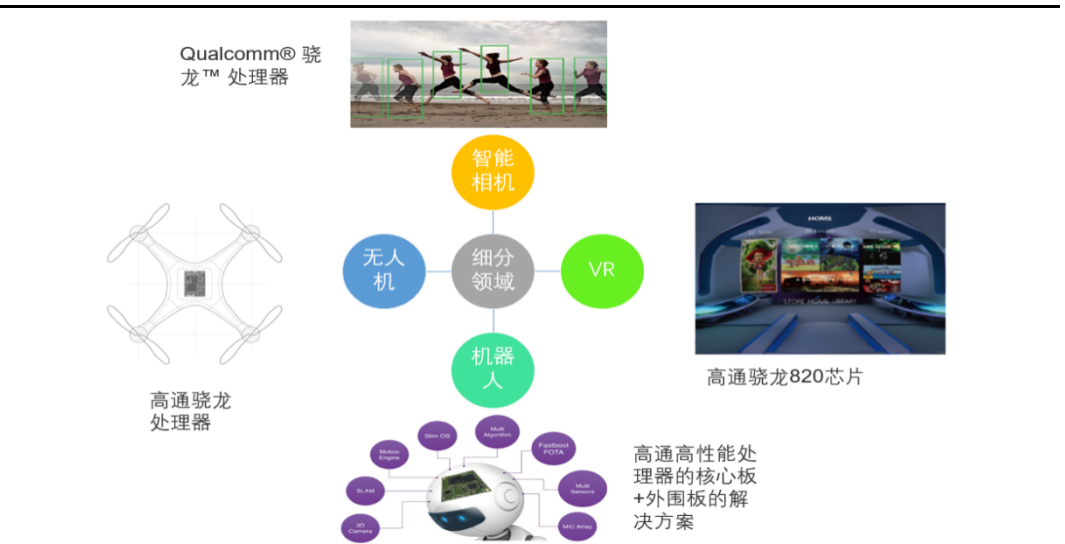 Qualcomm® 骁
龙™ 处理器
智能
相机
无人
机
细分
领域
VR
HOME
STORE HOME LIBRARY
高通骁龙820芯片
机器
人
高通骁龙
处理器
Slim OS
Multi
Algorithm
Motion
Engine
Fastboot
FOTA
SLAM
Multi
Sensors
3D
Camera
MIC Array
高通高性能处
理器的核心板
+外围板的解
决方案